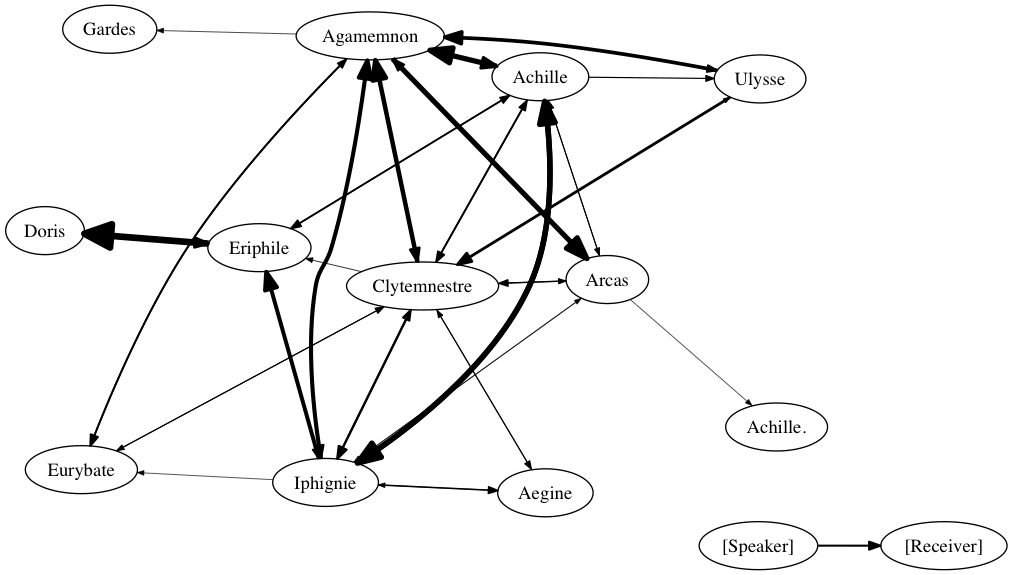 Gardes
Agamemnon
Achille
Ulysse
Doris
Eriphile
Clytemnestre
Arcas
Achille.
Eurybate
Iphignie
Aegine
[Speaker]
[Receiver]